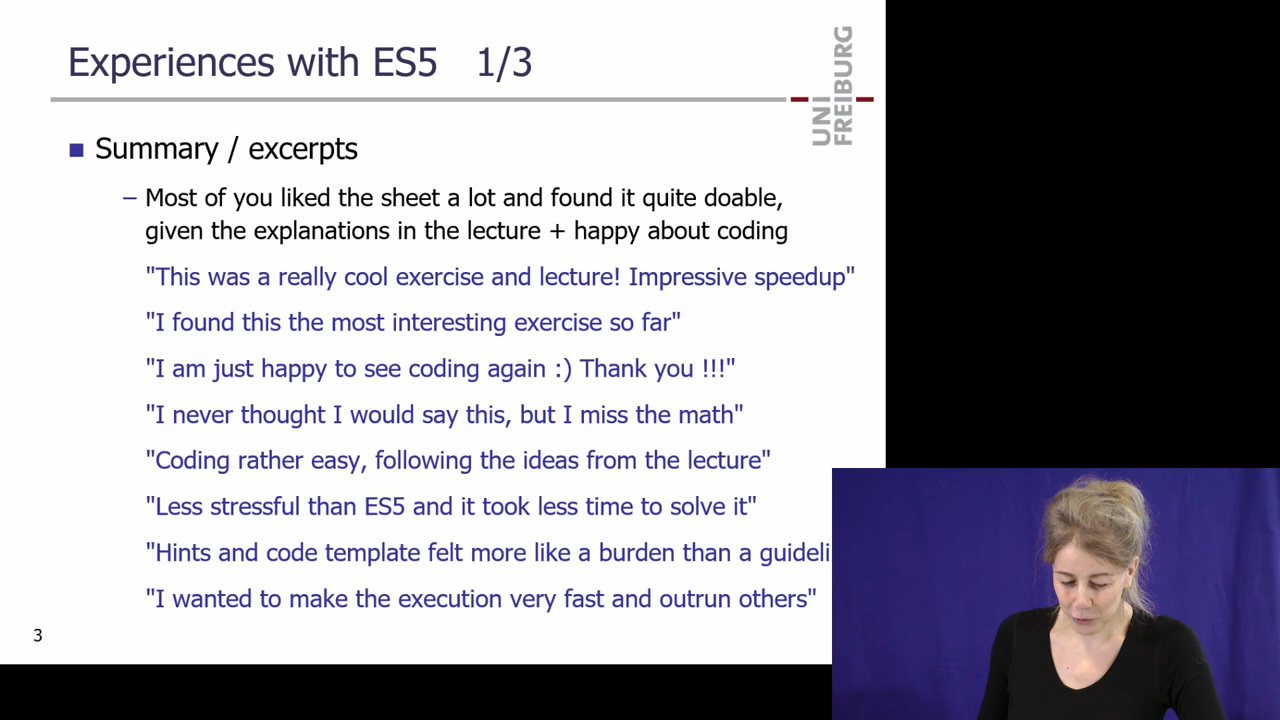 Experiences with ES5 1/3
UNI
FREIBURG
Summary / excerpts
– Most of you liked the sheet a lot and found it quite doable,
given the explanations in the lecture + happy about coding
"This was a really cool exercise and lecture! Impressive speedup"
"I found this the most interesting exercise so far"
"I am just happy to see coding again :) Thank you !!!"
"I never thought I would say this, but I miss the math"
"Coding rather easy, following the ideas from the lecture"
"Less stressful than ES5 and it took less time to solve it"
"Hints and code template felt more like a burden than a guideli
"I wanted to make the execution very fast and outrun others"
3